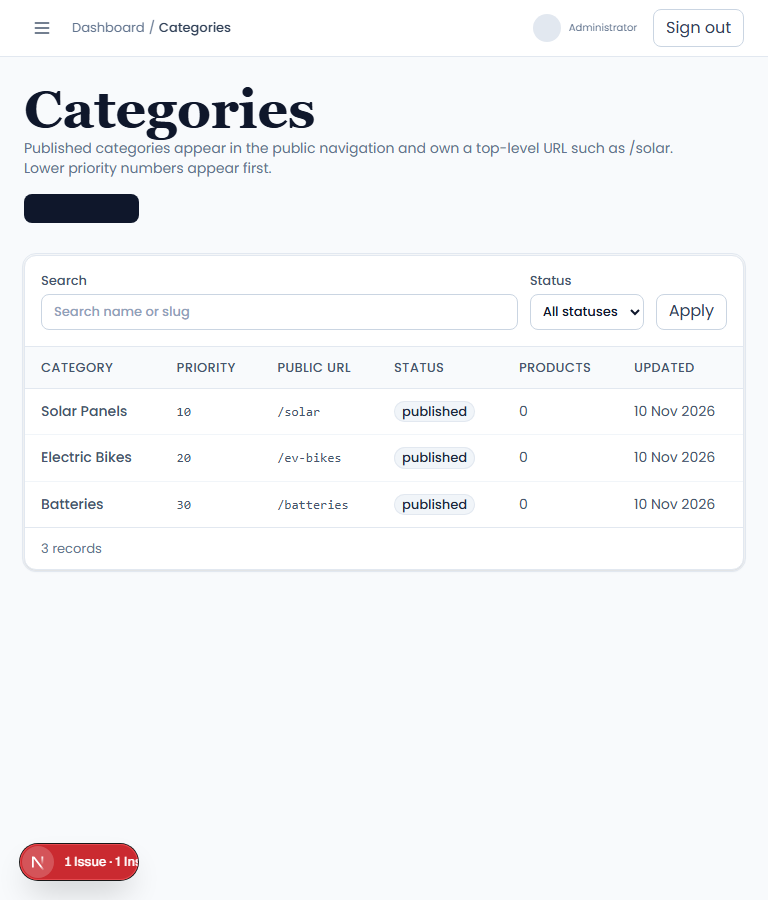 Dashboard / Categories
Administrator
Sign out
Categories
Published categories appear in the public navigation and own a top-level URL such as /solar.
Lower priority numbers appear first.
Search
Status
Search name or slug
All statuses
Apply
CATEGORY PRIORITY PUBLIC URL STATUS PRODUCTS UPDATED
Solar Panels 10 /solar published 0 10 Nov 2026
Electric Bikes 20 /ev-bikes published 0 10 Nov 2026
Batteries 30 /batteries published 0 10 Nov 2026
3 records
N 1 Issue · 1